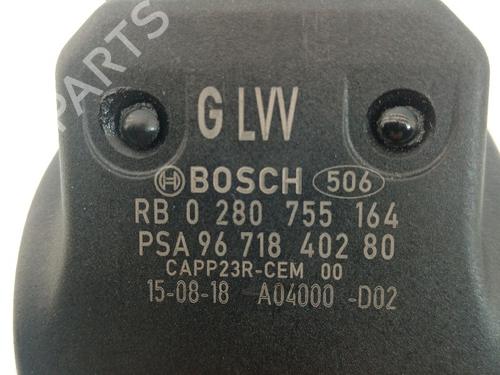 PARTS
G LW
BOSCH 506
RB 0 280 755 164
PSA 96 718 402 80
CAPP23R-CEM 00
15-08-18 A04000 -D02